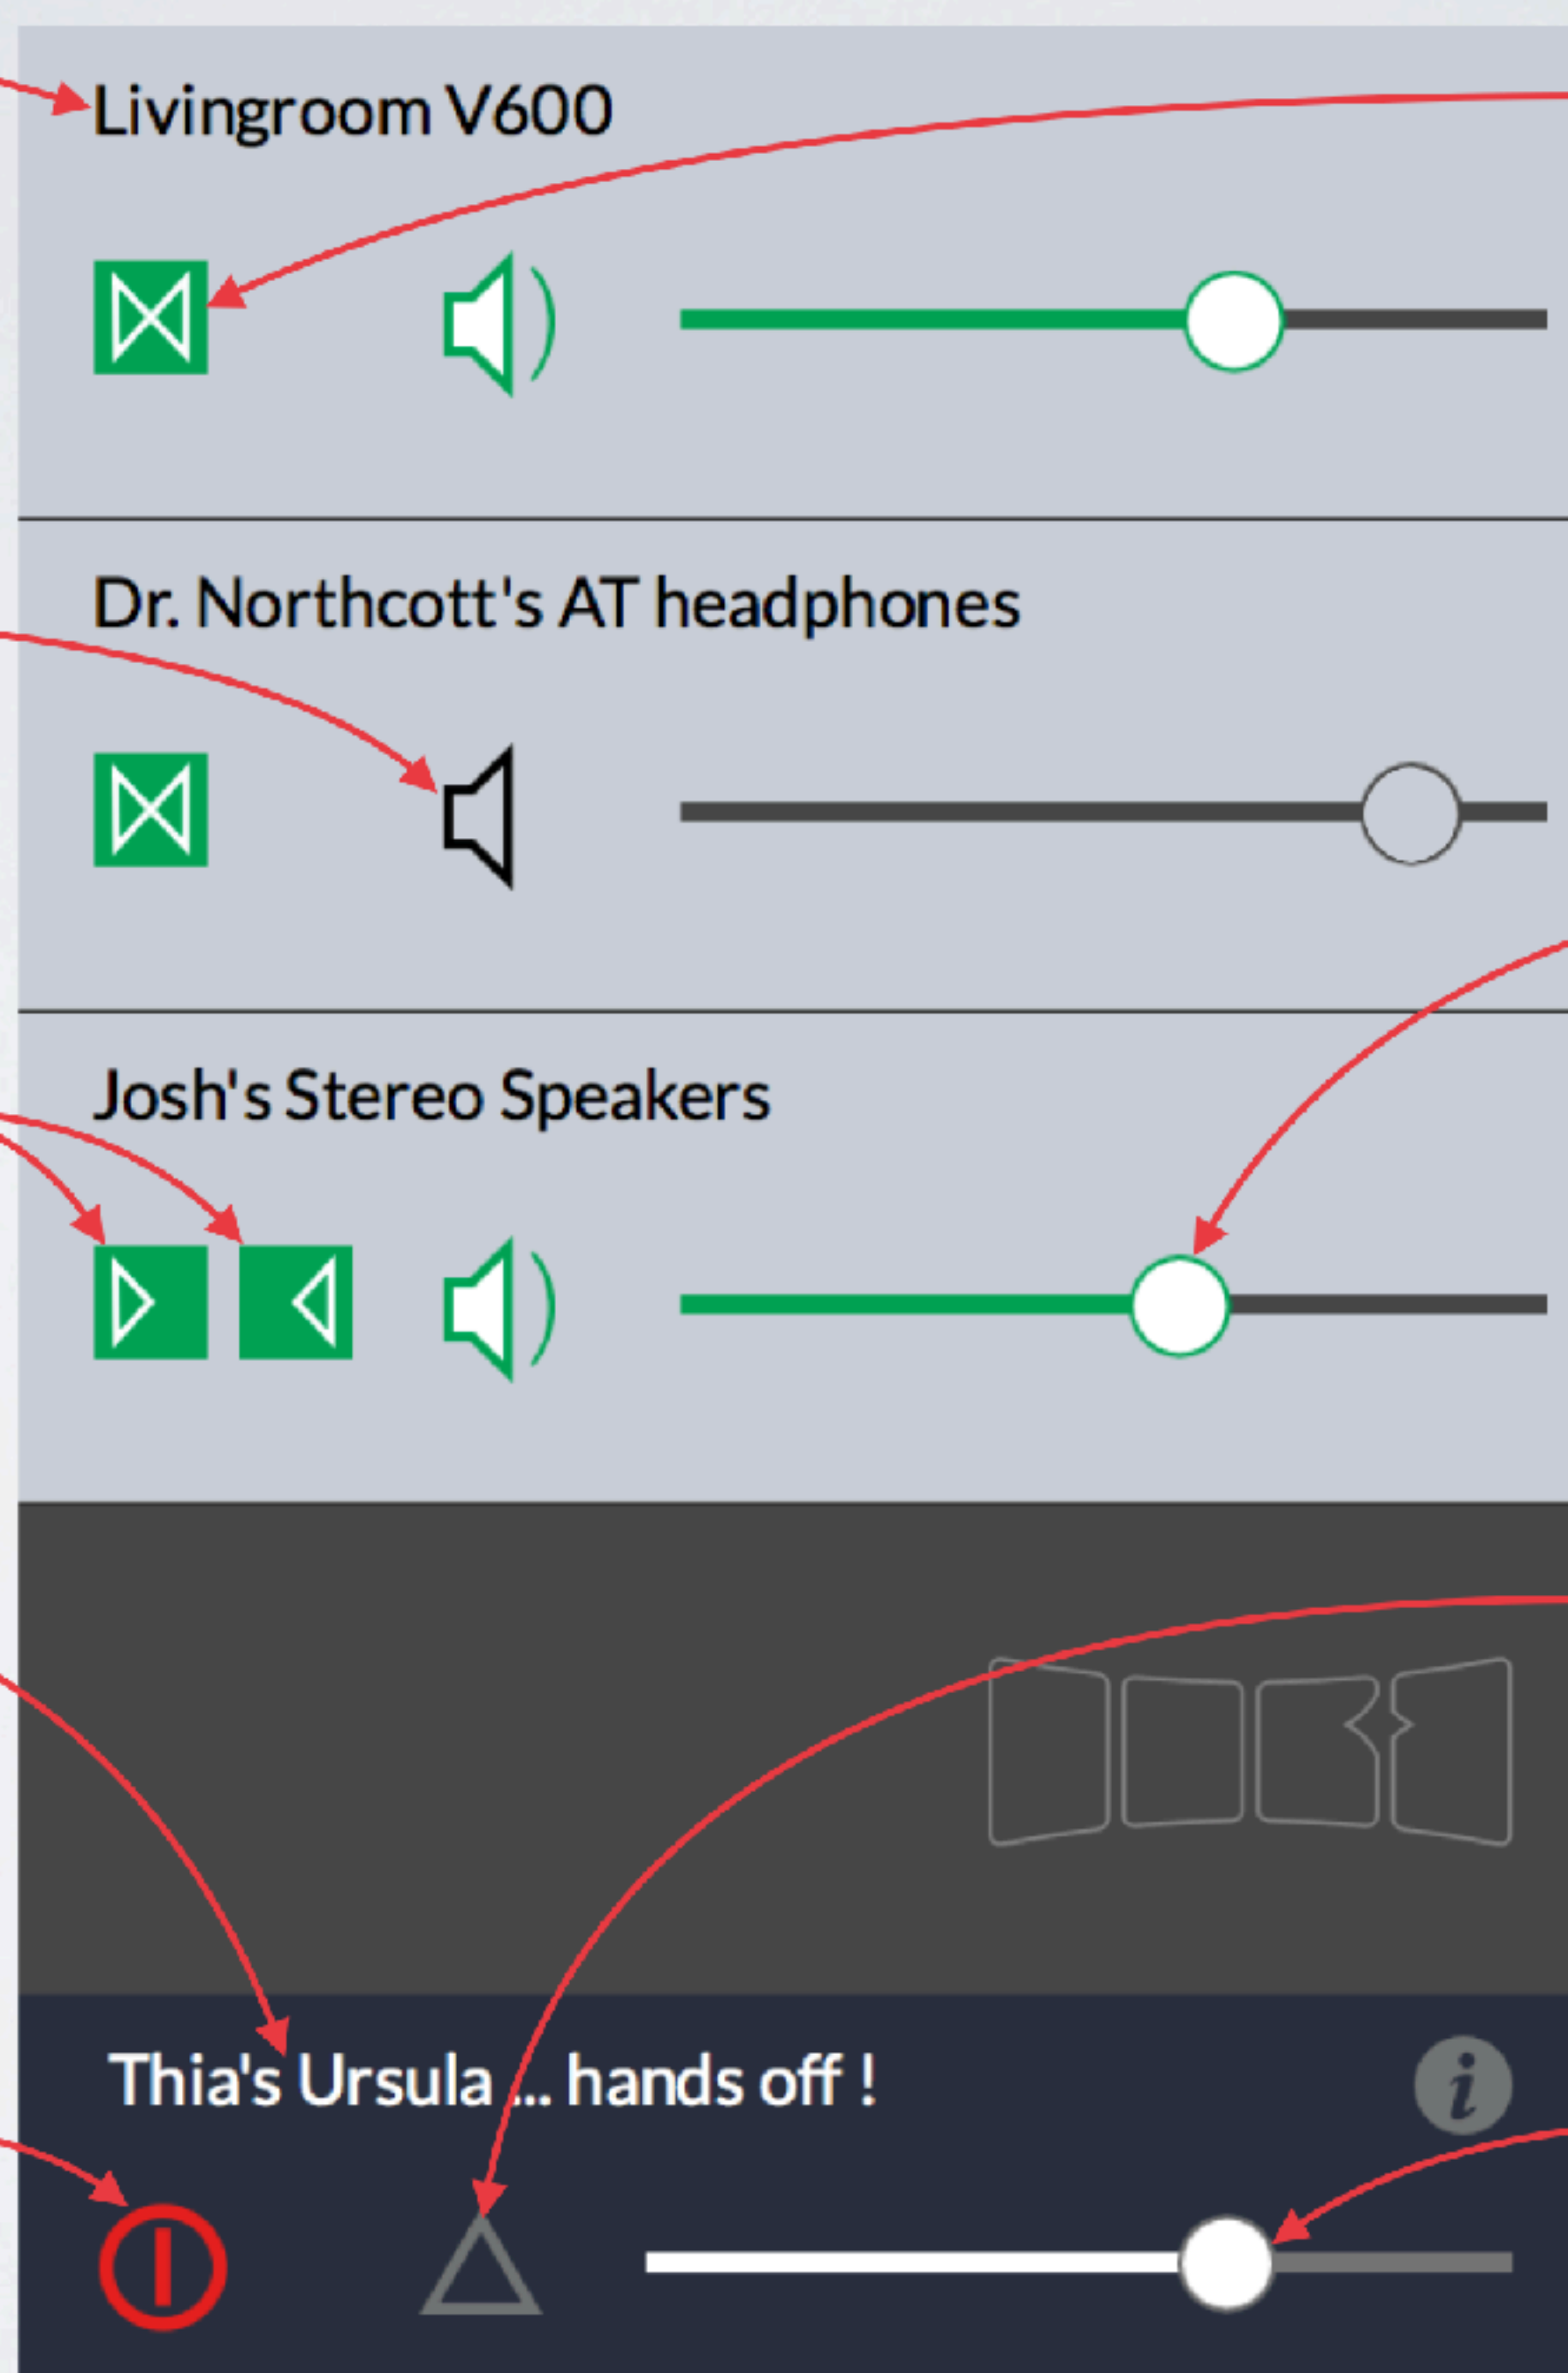 Livingroom V600
Dr. Northcott's AT headphones
Josh's Stereo Speakers
Thia's Ursula ... hands off !
i